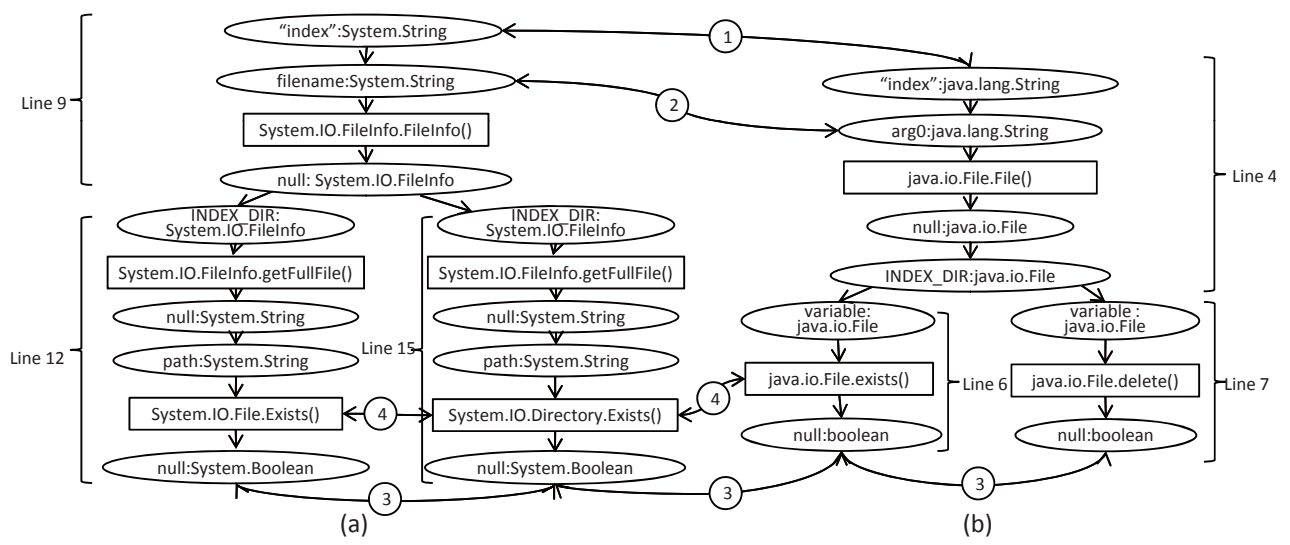 “index”:System.String
1
filename:System.String
Line 9
2
System.IO.FileInfo.FileInfo()
null: System.IO.FileInfo
INDEX_DIR:
System.IO.FileInfo
System.IO.FileInfo.getFullFile()
null:System.String
Line 12
path:System.String
System.IO.File.Exists()
null:System.Boolean
4
INDEX_DIR:
System.IO.FileInfo
System.IO.FileInfo.getFullFile()
null:System.String
Line 15
path:System.String
System.IO.Directory.Exists()
null:System.Boolean
3
(a)
“index”:java.lang.String
arg0:java.lang.String
java.io.File.File()
Line 4
null:java.io.File
INDEX_DIR:java.io.File
variable:
java.io.File
4
java.io.File.exists()
Line 6
null:boolean
3
variable :
java.io.File
java.io.File.delete()
Line 7
null:boolean
3
(b)